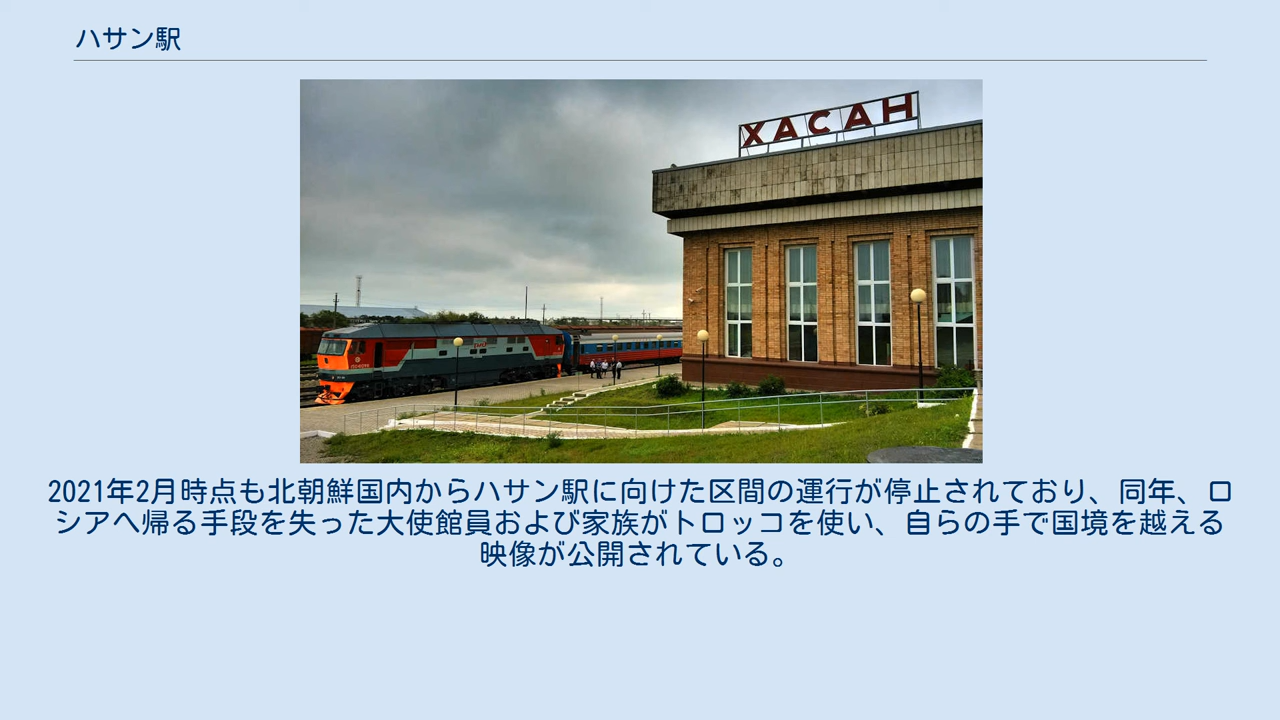 ハサン駅
ХАСАН
2021年2月時点も北朝鮮国内からハサン駅に向けた区間の運行が停止されており、同年、ロ
シアへ帰る手段を失った大使館員および家族がトロッコを使い、自らの手で国境を越える
映像が公開されている。